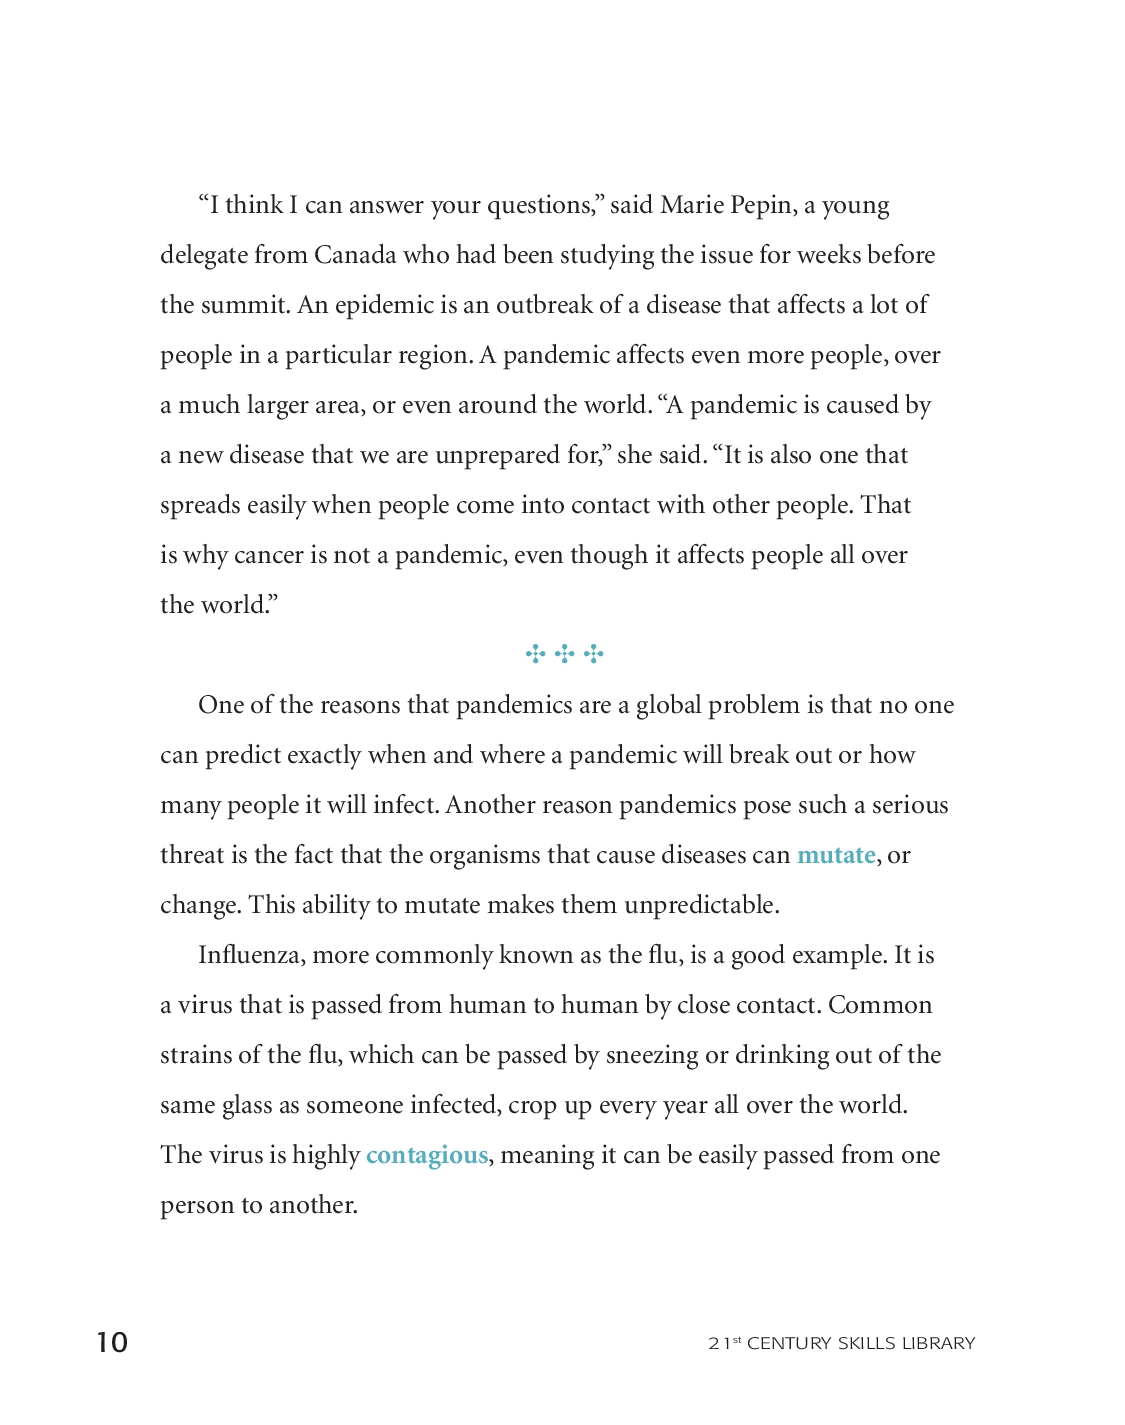 “I think I can answer your questions,” said Marie Pepin, a young
delegate from Canada who had been studying the issue for weeks before
the summit. An epidemic is an outbreak of a disease that affects a lot of
people in a particular region. A pandemic affects even more people, over
a much larger area, or even around the world. “A pandemic is caused by
a new disease that we are unprepared for,” she said. “It is also one that
spreads easily when people come into contact with other people. That
is why cancer is not a pandemic, even though it affects people all over
the world.”
One of the reasons that pandemics are a global problem is that no one
can predict exactly when and where a pandemic will break out or how
many people it will infect. Another reason pandemics pose such a serious
threat is the fact that the organisms that cause diseases can mutate, or
change. This ability to mutate makes them unpredictable.
Influenza, more commonly known as the flu, is a good example. It is
a virus that is passed from human to human by close contact. Common
strains of the flu, which can be passed by sneezing or drinking out of the
same glass as someone infected, crop up every year all over the world.
The virus is highly contagious, meaning it can be easily passed from one
person to another.
10
21st CENTURY SKILLS LIBRARY